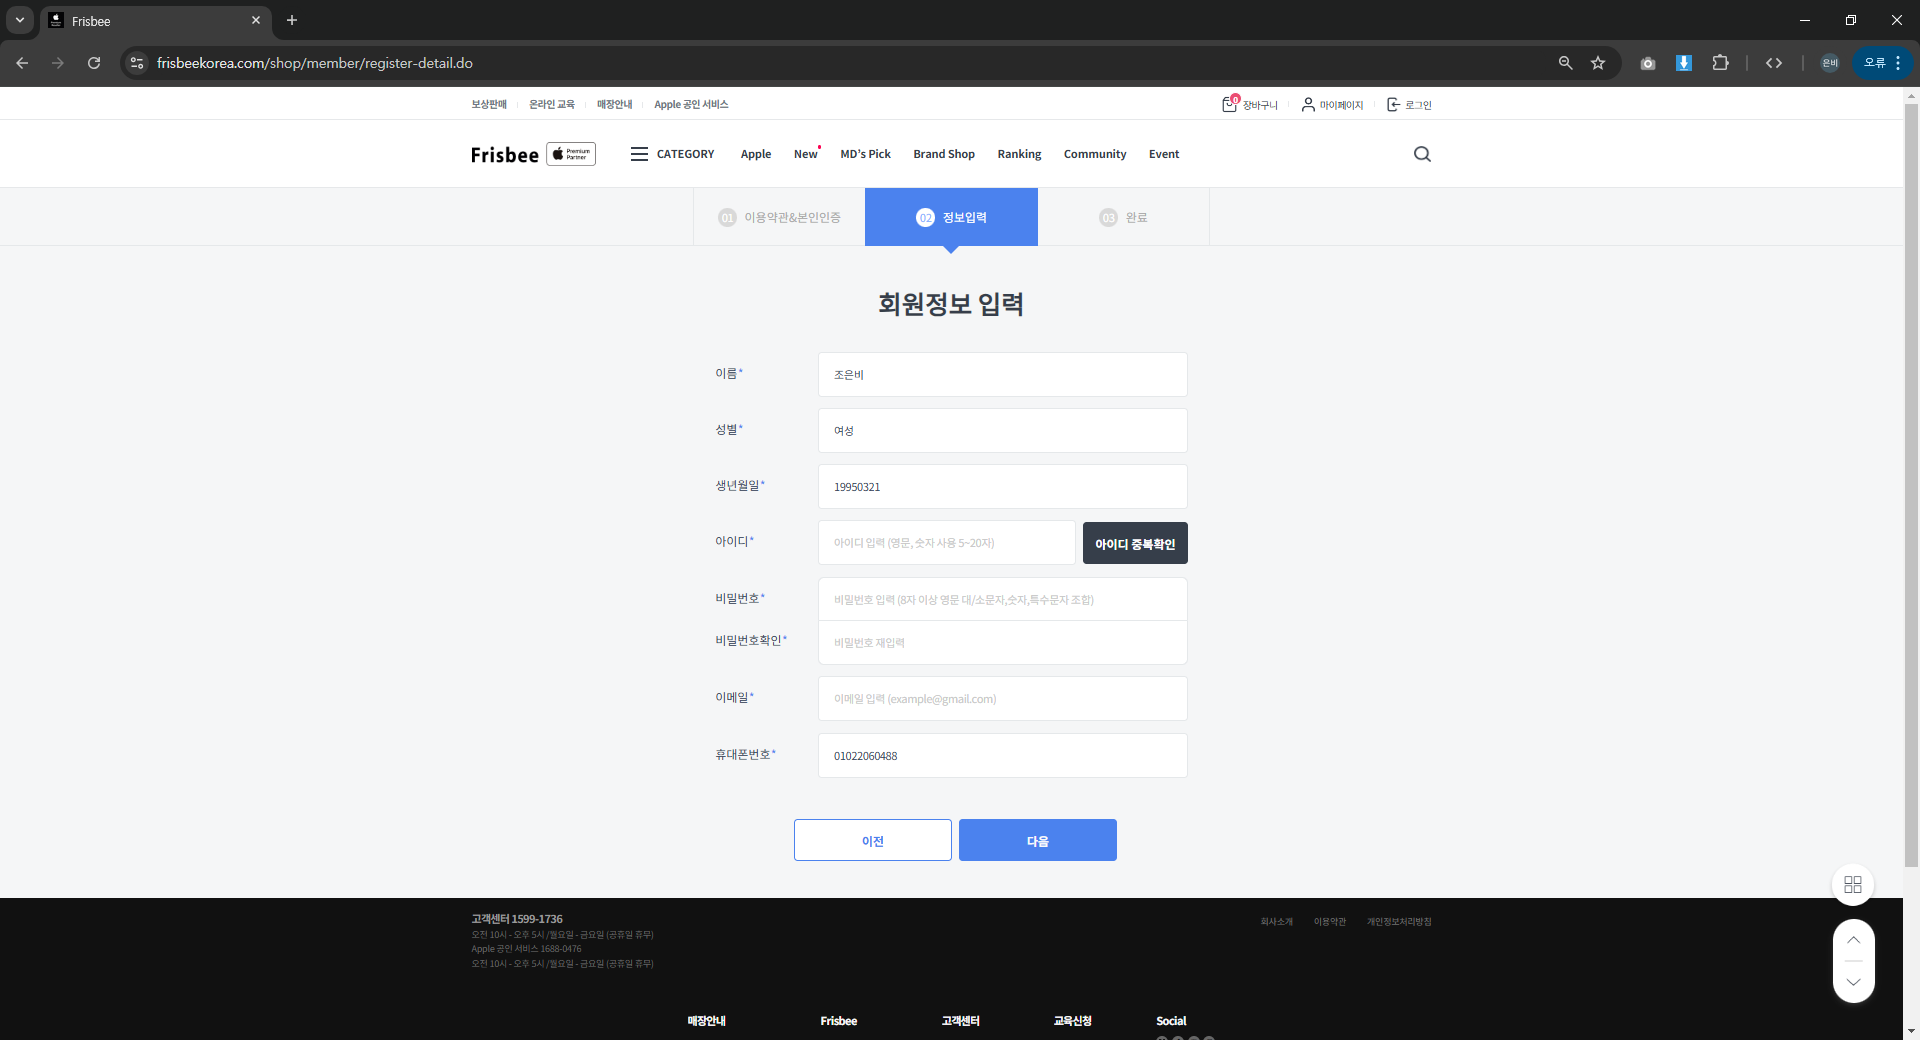 Frisbee
frisbeekorea.com/shop/member/register-detail.do
은비
오류
보상판매
온라인 교육
매장안내
Apple 공인 서비스
0
장바구니
마이페이지
로그인
Frisbee
Premium
Partner
CATEGORY
Apple
New
MD's Pick
Brand Shop
Ranking
Community
Event
01 이용약관&본인인증
02 정보입력
03 완료
회원정보 입력
이름*
조은비
성별*
여성
생년월일*
19950321
아이디*
아이디 입력 (영문, 숫자 사용 5~20자)
아이디 중복확인
비밀번호*
비밀번호 입력 (8자 이상 영문 대/소문자,숫자,특수문자 조합)
비밀번호확인*
비밀번호 재입력
이메일*
이메일 입력 (example@gmail.com)
휴대폰번호*
01022060488
이전
다음
고객센터 1599-1736
오전 10시 - 오후 5시 /월요일 - 금요일 (공휴일 휴무)
Apple 공인 서비스 1688-0476
오전 10시 - 오후 5시 /월요일 - 금요일 (공휴일 휴무)
회사소개
이용약관
개인정보처리방침
매장안내
Frisbee
고객센터
교육신청
Social